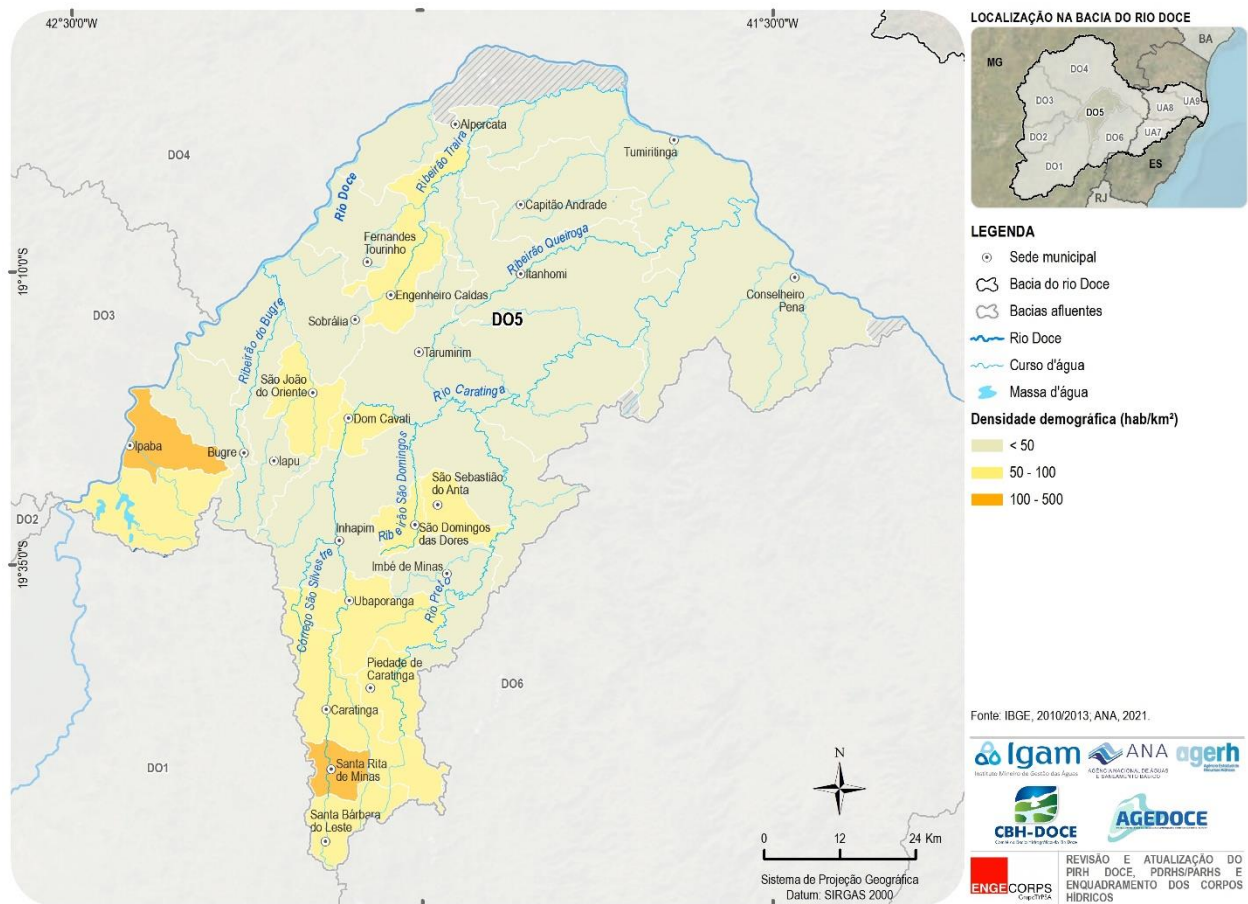 42°30'0"W
41°30'0"W
19°10'0"S
19°35'0"S
DO4
DO3
DO2
DO1
DO6
DO5
Alpercata
Ribeirão Traíra
Tumiritinga
Rio Doce
Capitão Andrade
Fernandes
Tourinho
Ribeirão Queiroga
Itanhomi
Engenheiro Caldas
Conselheiro
Pena
Sobrália
Ribeirão do Bugre
Tarumirim
São João
do Oriente
Rio Caratinga
Dom Cavati
Ipaba
Bugre
Iapu
Ribeirão São Domingos
São Sebastião
do Anta
São Domingos
das Dores
Inhapim
Imbé de Minas
Córrego São Silvestre
Rio Preto
Ubaporanga
Piedade de
Caratinga
Caratinga
Santa Rita
de Minas
Santa Bárbara
do Leste
N
0 12 24 Km
Sistema de Projeção Geográfica
Datum: SIRGAS 2000
LOCALIZAÇÃO NA BACIA DO RIO DOCE
MG
BA
DO4
DO3
DO5
UA8
UA9
DO2
DO6
UA7
DO1
ES
RJ
LEGENDA
Sede municipal
Bacia do rio Doce
Bacias afluentes
Rio Doce
Curso d'água
Massa d'água
Densidade demográfica (hab/km²)
< 50
50 - 100
100 - 500
Fonte: IBGE, 2010/2013; ANA, 2021.
Igam
Instituto Mineiro de Gestão das Águas
ANA
AGÊNCIA NACIONAL DE ÁGUAS
E SANEAMENTO BÁSICO
agerh
CBH-DOCE
AGEDOCE
ENGECORPS
GrupoTYPSA
REVISÃO E ATUALIZAÇÃO DO
PIRH DOCE, PDRHS/PARHS E
ENQUADRAMENTO DOS CORPOS
HÍDRICOS